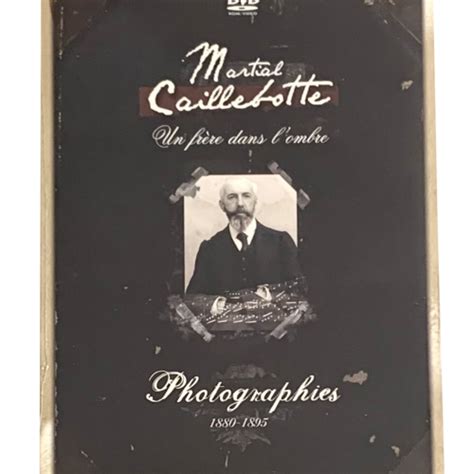 DVD
Martial
Caillebotte
Un frère dans l'ombre
Photographies
1880-1895